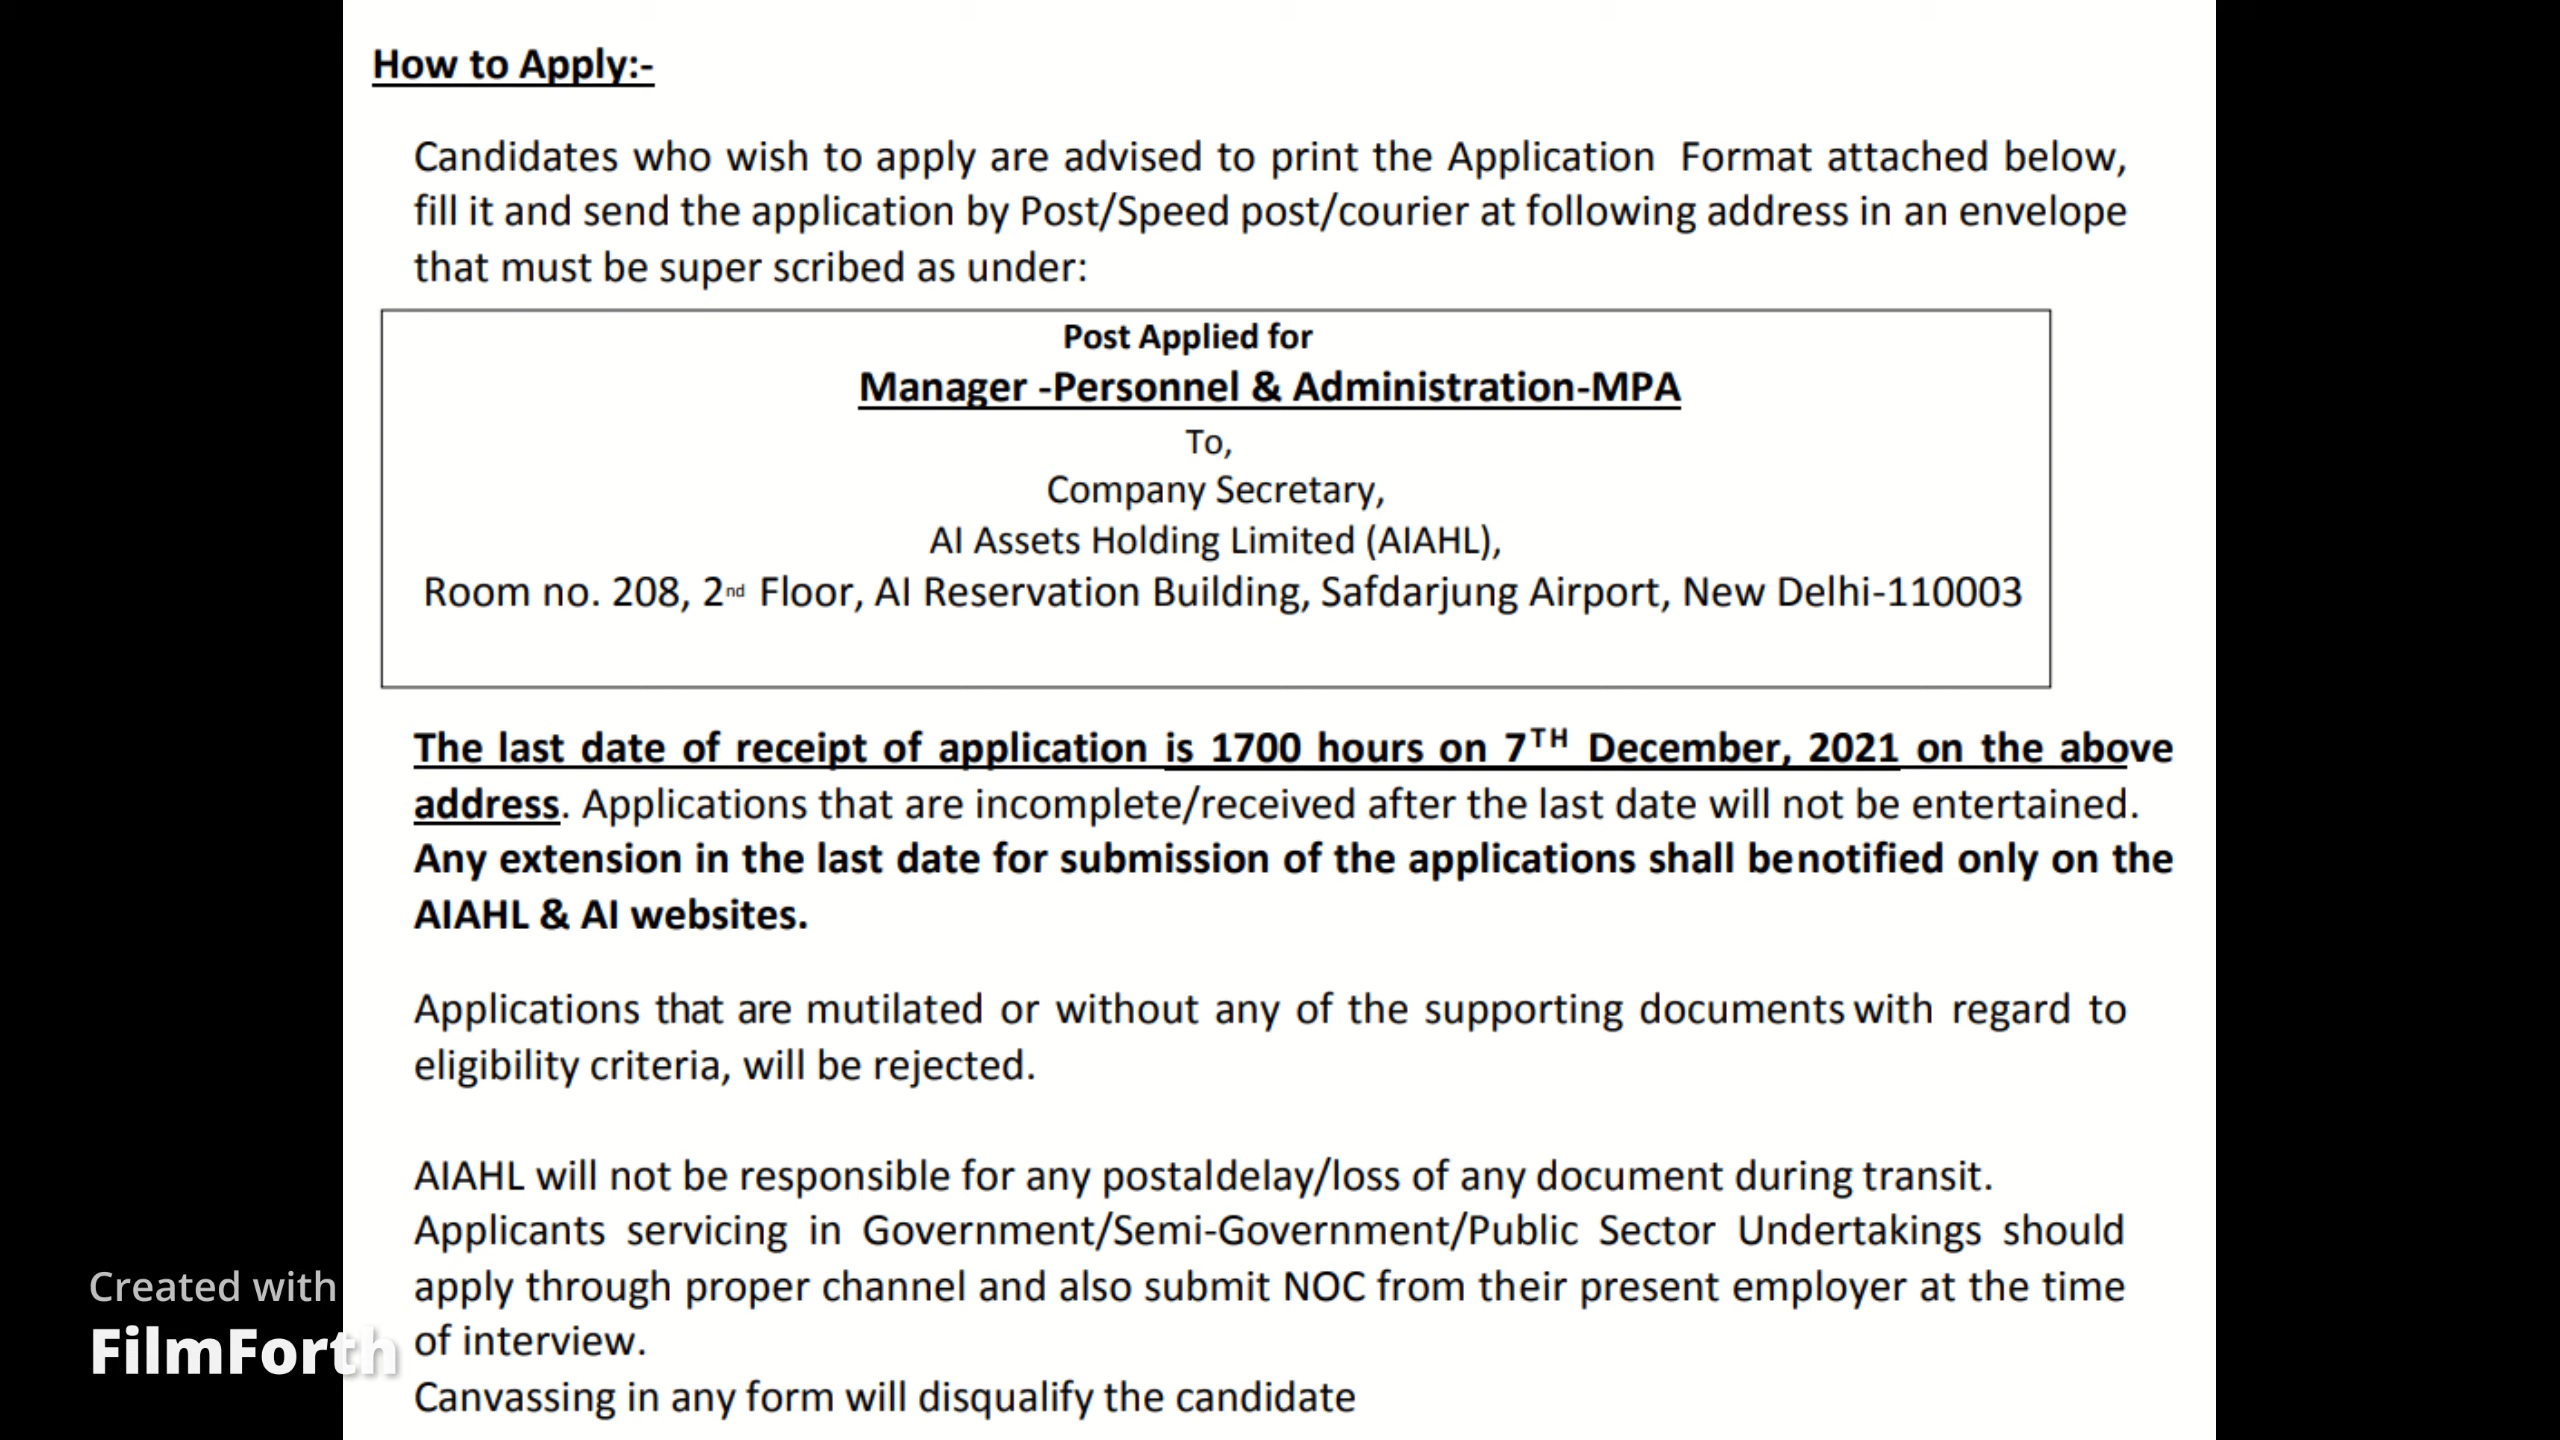 How to Apply:-
Candidates who wish to apply are advised to print the Application Format attached below,
fill it and send the application by Post/Speed post/courier at following address in an envelope
that must be super scribed as under:
Post Applied for
Manager -Personnel & Administration-MPA
To,
Company Secretary,
AI Assets Holding Limited (AIAHL),
Room no. 208, 2nd Floor, AI Reservation Building, Safdarjung Airport, New Delhi-110003
The last date of receipt of application is 1700 hours on 7TH December, 2021 on the above
address. Applications that are incomplete/received after the last date will not be entertained.
Any extension in the last date for submission of the applications shall benotified only on the
AIAHL & AI websites.
Applications that are mutilated or without any of the supporting documents with regard to
eligibility criteria, will be rejected.
AIAHL will not be responsible for any postaldelay/loss of any document during transit.
Applicants servicing in Government/Semi-Government/Public Sector Undertakings should
apply through proper channel and also submit NOC from their present employer at the time
of interview.
Canvassing in any form will disqualify the candidate
Created with
FilmForth